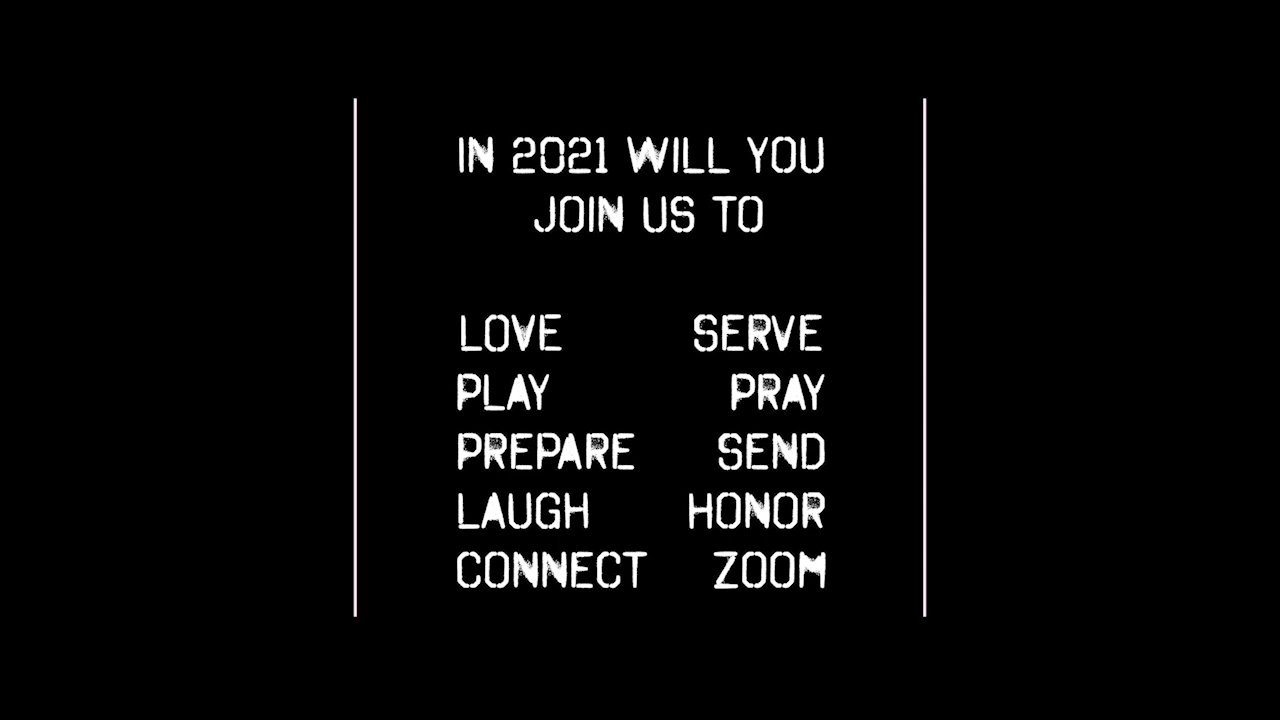 IN 2021 WILL YOU
JOIN US TO
LOVE SERVE
PLAY PRAY
PREPARE SEND
LAUGH HONOR
CONNECT ZOOM